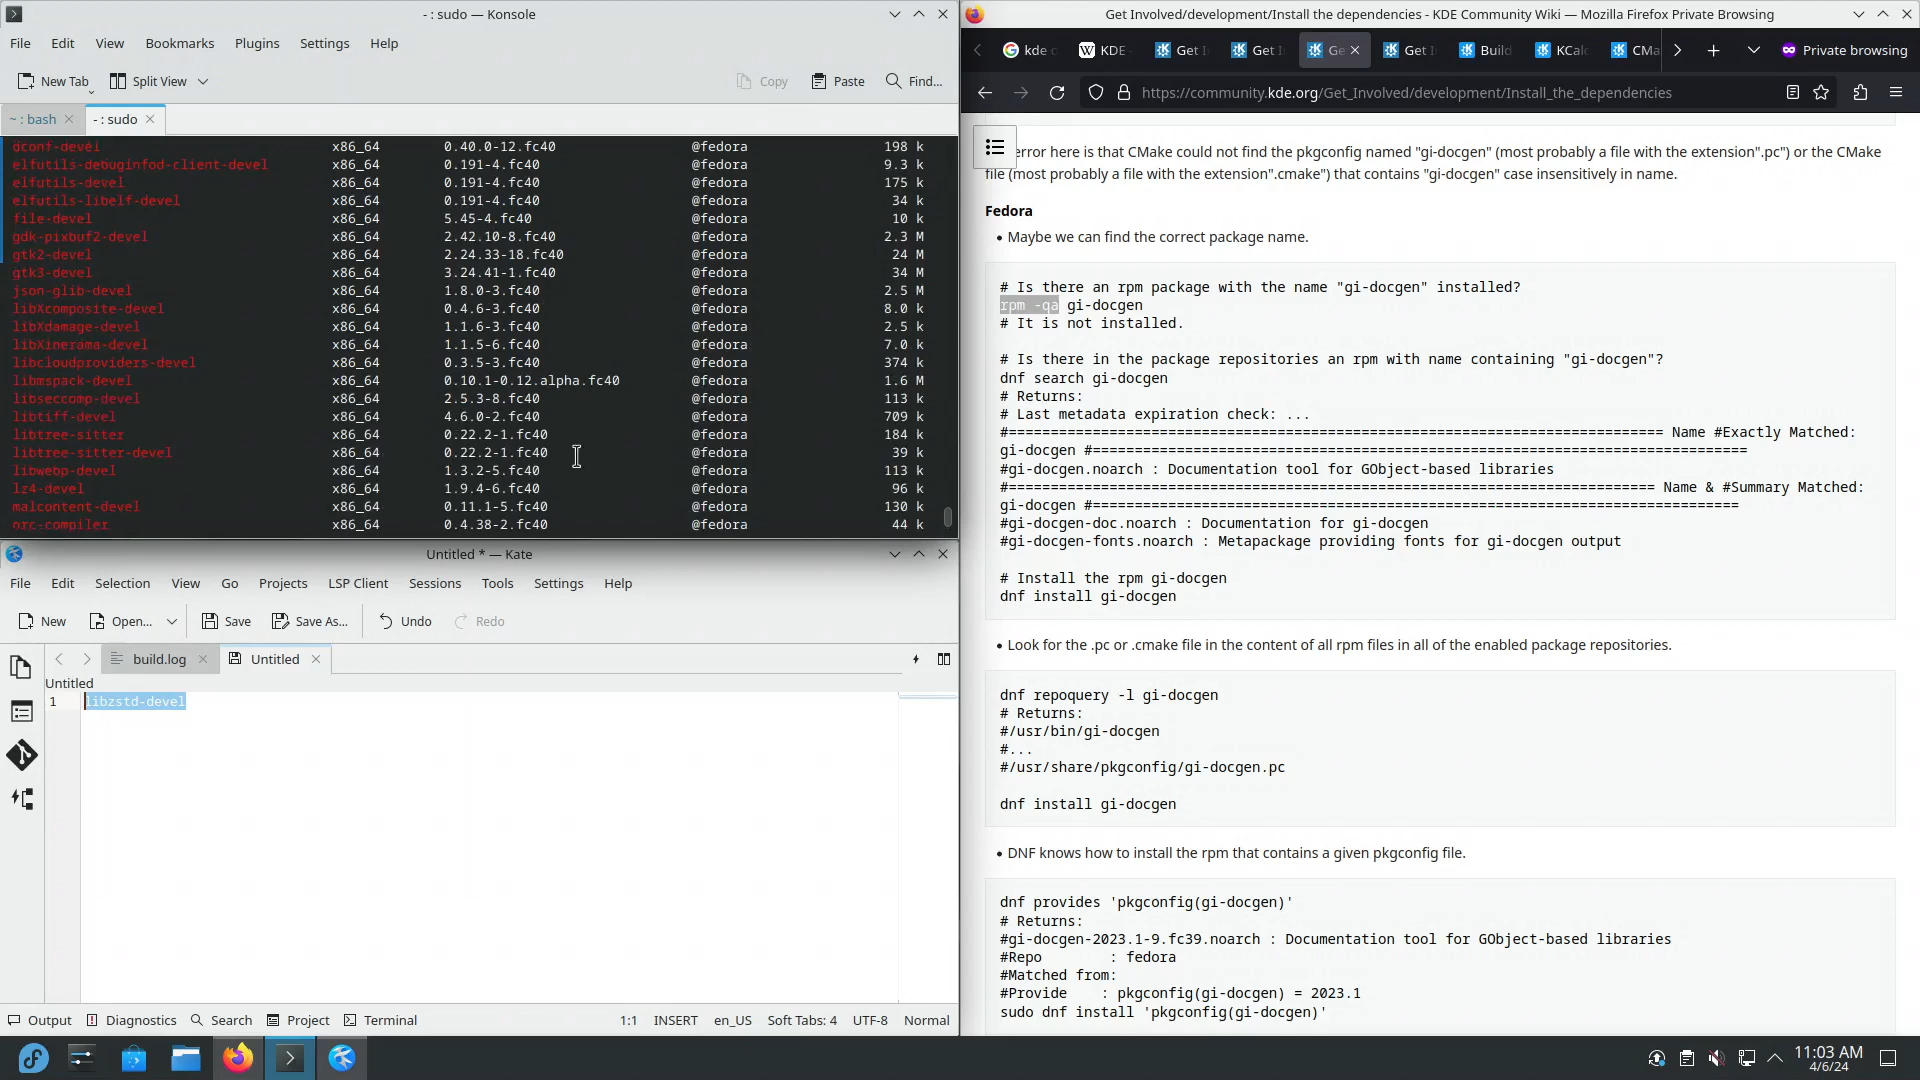 - : sudo — Konsole
File Edit View Bookmarks Plugins Settings Help
New Tab Split View Copy Paste Find...
~ : bash - : sudo
dconf-devel x86_64 0.40.0-12.fc40 @fedora 198 k
elfutils-debuginfod-client-devel x86_64 0.191-4.fc40 @fedora 9.3 k
elfutils-devel x86_64 0.191-4.fc40 @fedora 175 k
elfutils-libelf-devel x86_64 0.191-4.fc40 @fedora 34 k
file-devel x86_64 5.45-4.fc40 @fedora 10 k
gdk-pixbuf2-devel x86_64 2.42.10-8.fc40 @fedora 2.3 M
gtk2-devel x86_64 2.24.33-18.fc40 @fedora 24 M
gtk3-devel x86_64 3.24.41-1.fc40 @fedora 34 M
json-glib-devel x86_64 1.8.0-3.fc40 @fedora 2.5 M
libXcomposite-devel x86_64 0.4.6-3.fc40 @fedora 8.0 k
libXdamage-devel x86_64 1.1.6-3.fc40 @fedora 2.5 k
libXinerama-devel x86_64 1.1.5-6.fc40 @fedora 7.0 k
libcloudproviders-devel x86_64 0.3.5-3.fc40 @fedora 374 k
libmspack-devel x86_64 0.10.1-0.12.alpha.fc40 @fedora 1.6 M
libseccomp-devel x86_64 2.5.3-8.fc40 @fedora 113 k
libtiff-devel x86_64 4.6.0-2.fc40 @fedora 709 k
libtree-sitter x86_64 0.22.2-1.fc40 @fedora 184 k
libtree-sitter-devel x86_64 0.22.2-1.fc40 @fedora 39 k
libwebp-devel x86_64 1.3.2-5.fc40 @fedora 113 k
lz4-devel x86_64 1.9.4-6.fc40 @fedora 96 k
malcontent-devel x86_64 0.11.1-5.fc40 @fedora 130 k
orc-compiler x86_64 0.4.38-2.fc40 @fedora 44 k
Untitled * — Kate
File Edit Selection View Go Projects LSP Client Sessions Tools Settings Help
New Open... Save Save As... Undo Redo
build.log Untitled
Untitled
1 libzstd-devel
Output Diagnostics Search Project Terminal 1:1 INSERT en_US Soft Tabs: 4 UTF-8 Normal
Get Involved/development/Install the dependencies - KDE Community Wiki — Mozilla Firefox Private Browsing
kde KDE Get I Get I Ge Get I Build KCal CMa Private browsing
https://community.kde.org/Get_Involved/development/Install_the_dependencies
error here is that CMake could not find the pkgconfig named "gi-docgen" (most probably a file with the extension".pc") or the CMake
file (most probably a file with the extension".cmake") that contains "gi-docgen" case insensitively in name.
Fedora
• Maybe we can find the correct package name.
# Is there an rpm package with the name "gi-docgen" installed?
rpm -qa gi-docgen
# It is not installed.
# Is there in the package repositories an rpm with name containing "gi-docgen"?
dnf search gi-docgen
# Returns:
# Last metadata expiration check: ...
#============================================================================== Name #Exactly Matched:
gi-docgen #==============================================================================
#gi-docgen.noarch : Documentation tool for GObject-based libraries
#============================================================================= Name & #Summary Matched:
gi-docgen #=============================================================================
#gi-docgen-doc.noarch : Documentation for gi-docgen
#gi-docgen-fonts.noarch : Metapackage providing fonts for gi-docgen output
# Install the rpm gi-docgen
dnf install gi-docgen
• Look for the .pc or .cmake file in the content of all rpm files in all of the enabled package repositories.
dnf repoquery -l gi-docgen
# Returns:
#/usr/bin/gi-docgen
#...
#/usr/share/pkgconfig/gi-docgen.pc
dnf install gi-docgen
• DNF knows how to install the rpm that contains a given pkgconfig file.
dnf provides 'pkgconfig(gi-docgen)'
# Returns:
#gi-docgen-2023.1-9.fc39.noarch : Documentation tool for GObject-based libraries
#Repo : fedora
#Matched from:
#Provide : pkgconfig(gi-docgen) = 2023.1
sudo dnf install 'pkgconfig(gi-docgen)'
11:03 AM
4/6/24